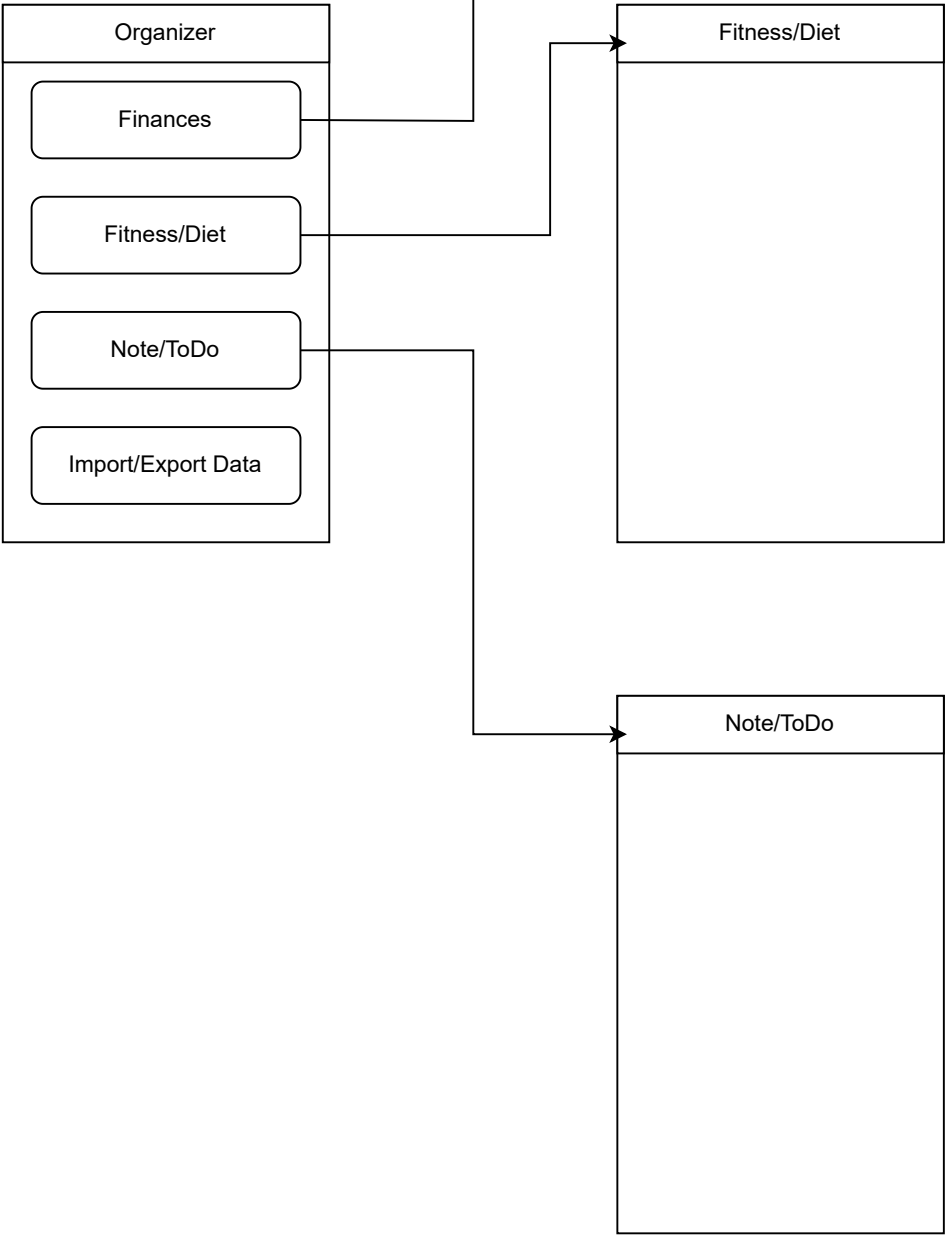 Organizer
Finances
Fitness/Diet
Note/ToDo
Import/Export Data
Fitness/Diet
Note/ToDo